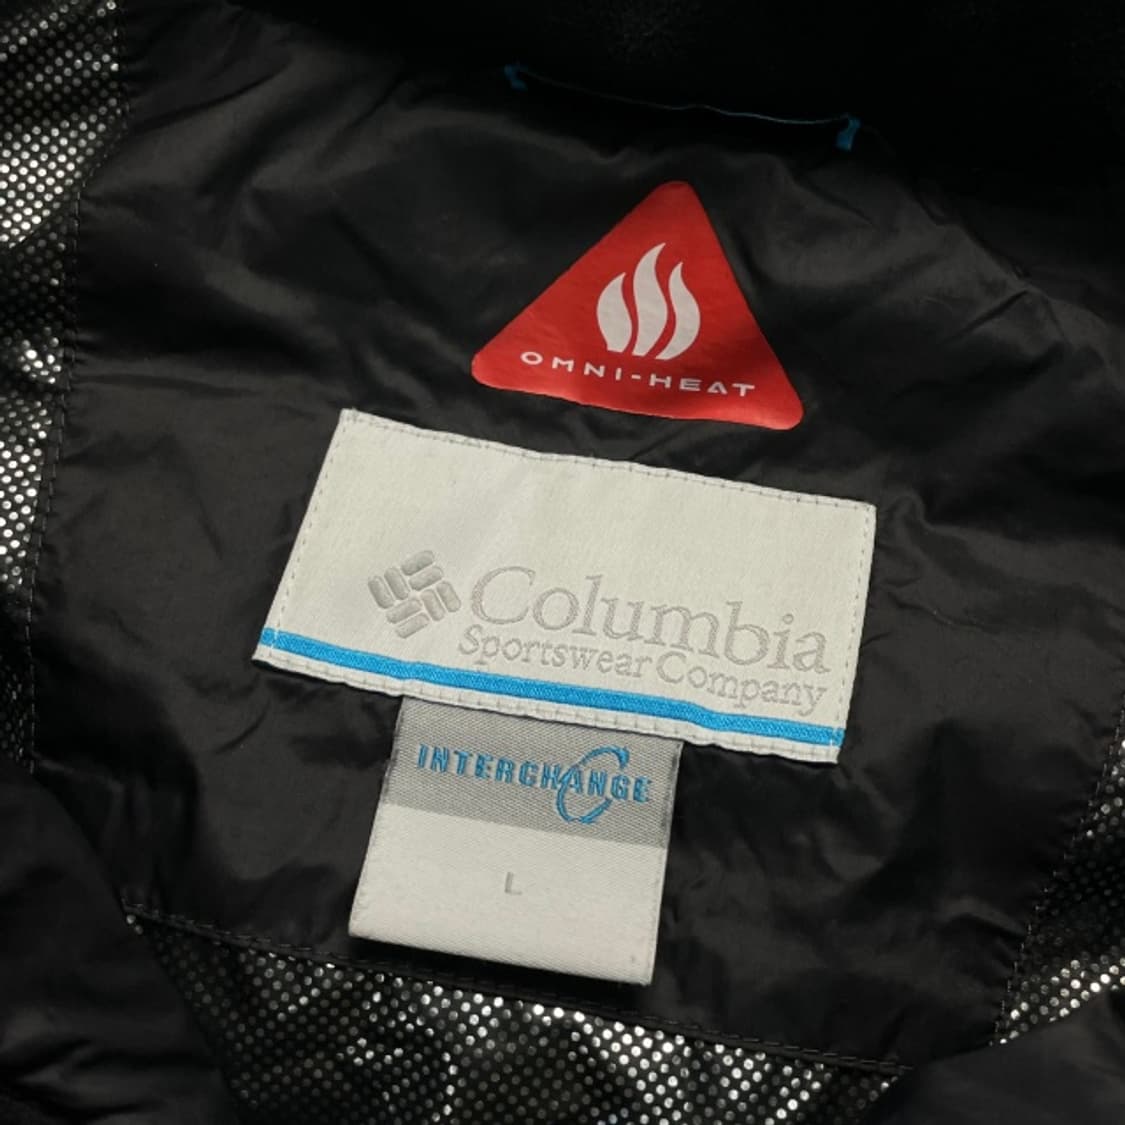 OMNI-HEAT
Columbia
Sportswear Company
INTERCHANGE
L